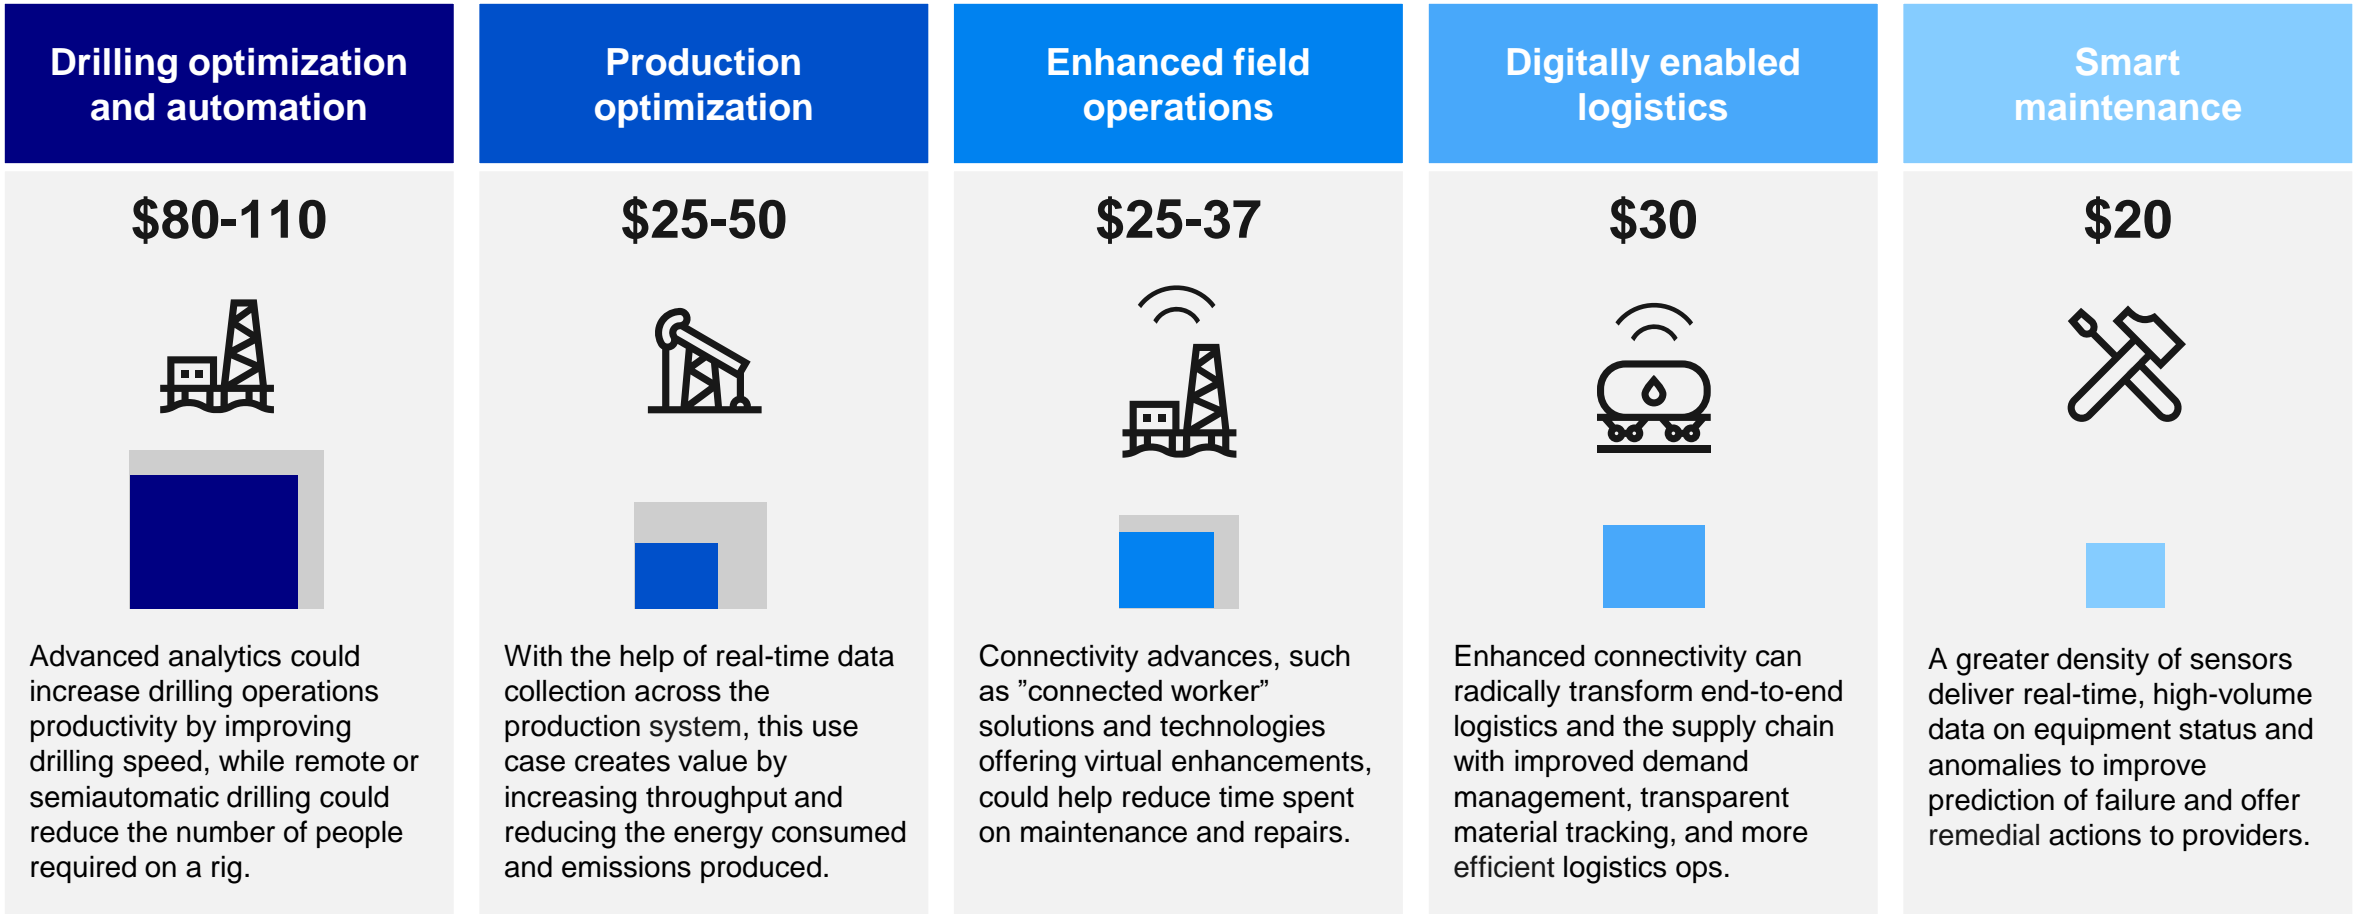 Drilling optimization
and automation
$80-110
Advanced analytics could
increase drilling operations
productivity by improving
drilling speed, while remote or
semiautomatic drilling could
reduce the number of people
required on a rig.
Production
optimization
$25-50
With the help of real-time data
collection across the
production system, this use
case creates value by
increasing throughput and
reducing the energy consumed
and emissions produced.
Enhanced field
operations
$25-37
Connectivity advances, such
as ”connected worker”
solutions and technologies
offering virtual enhancements,
could help reduce time spent
on maintenance and repairs.
Digitally enabled
logistics
$30
Enhanced connectivity can
radically transform end-to-end
logistics and the supply chain
with improved demand
management, transparent
material tracking, and more
efficient logistics ops.
Smart
maintenance
$20
A greater density of sensors
deliver real-time, high-volume
data on equipment status and
anomalies to improve
prediction of failure and offer
remedial actions to providers.